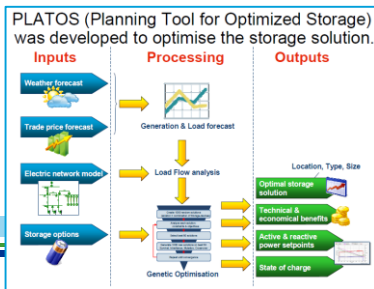 PLATOS (Planning Tool for Optimized Storage)
was developed to optimise the storage solution.
Inputs
Processing
Outputs
Weather forecast
Trade price forecast
Electric network model
Storage options
Generation & Load forecast
Load Flow analysis
Genetic Optimisation
Location, Type, Size
Optimal storage
solution
Technical &
economical benefits
Active & reactive
power setpoints
State of charge